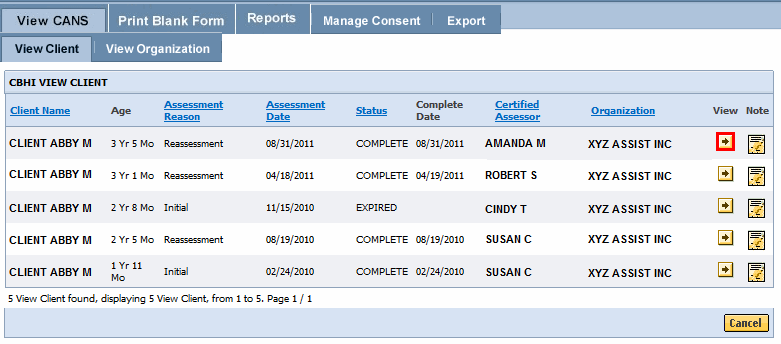 View CANS Print Blank Form Reports Manage Consent Export
View Client View Organization
CBHI VIEW CLIENT
Client Name Age Assessment Reason Assessment Date Status Complete Date Certified Assessor Organization View Note
CLIENT ABBY M 3 Yr 5 Mo Reassessment 08/31/2011 COMPLETE 08/31/2011 AMANDA M XYZ ASSIST INC
CLIENT ABBY M 3 Yr 1 Mo Reassessment 04/18/2011 COMPLETE 04/19/2011 ROBERT S XYZ ASSIST INC
CLIENT ABBY M 2 Yr 8 Mo Initial 11/15/2010 EXPIRED CINDY T XYZ ASSIST INC
CLIENT ABBY M 2 Yr 5 Mo Reassessment 08/19/2010 COMPLETE 08/19/2010 SUSAN C XYZ ASSIST INC
CLIENT ABBY M 1 Yr 11 Mo Initial 02/24/2010 COMPLETE 02/24/2010 SUSAN C XYZ ASSIST INC
5 View Client found, displaying 5 View Client, from 1 to 5. Page 1 / 1
Cancel